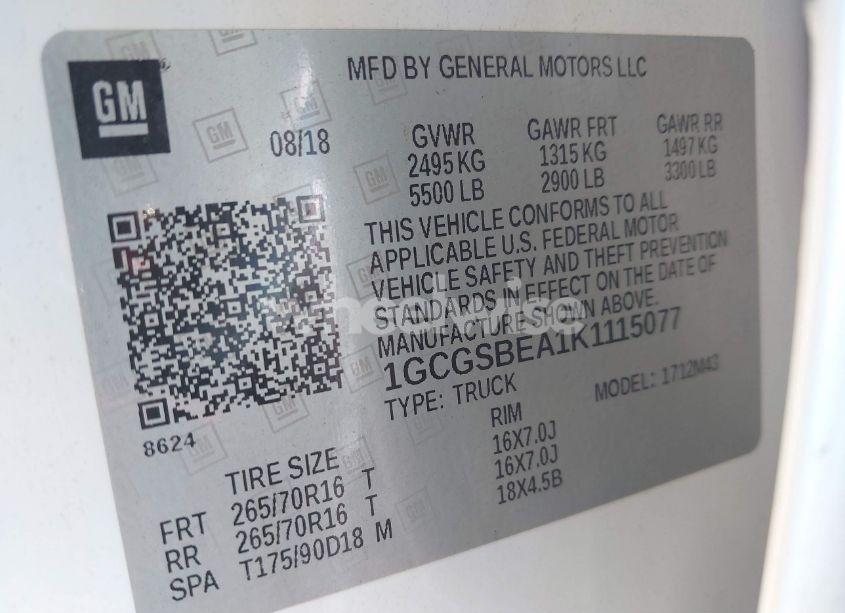 GM
MFD BY GENERAL MOTORS LLC
08/18
GVWR GAWR FRT GAWR RR
2495 KG 1315 KG 1497 KG
5500 LB 2900 LB 3300 LB
THIS VEHICLE CONFORMS TO ALL
APPLICABLE U.S. FEDERAL MOTOR
VEHICLE SAFETY AND THEFT PREVENTION
STANDARDS IN EFFECT ON THE DATE OF
MANUFACTURE SHOWN ABOVE.
1GCGSBEA1K1115077
TYPE: TRUCK MODEL: 1712M43
8624
TIRE SIZE RIM
FRT 265/70R16 T 16X7.0J
RR 265/70R16 T 16X7.0J
SPA T175/90D18 M 18X4.5B